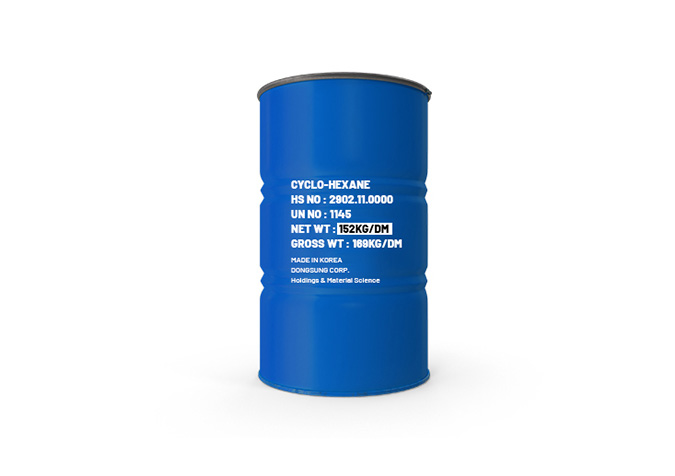 CYCLO-HEXANE
HS NO : 2902.11.0000
UN NO : 1145
NET WT : 152KG/DM
GROSS WT : 169KG/DM
MADE IN KOREA
DONGSUNG CORP.
Holdings & Material Science